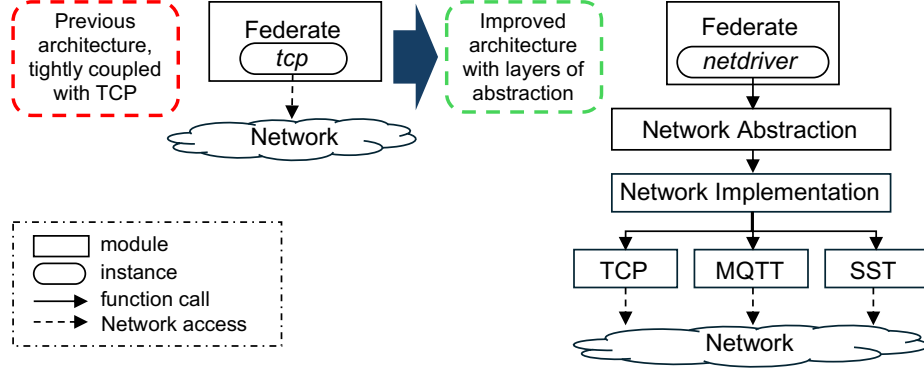 Previous
architecture,
tightly coupled
with TCP
Federate
tcp
Network
Improved
architecture
with layers of
abstraction
Federate
netdriver
Network Abstraction
Network Implementation
TCP
MQTT
SST
Network
module
instance
function call
Network access